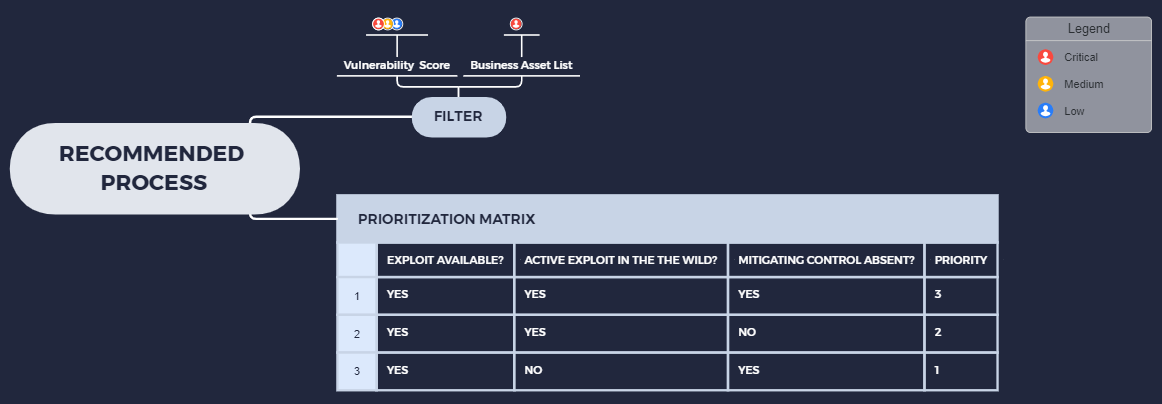 Legend
Critical
Medium
Low
Vulnerability Score
Business Asset List
FILTER
RECOMMENDED
PROCESS
PRIORITIZATION MATRIX
EXPLOIT AVAILABLE? ACTIVE EXPLOIT IN THE THE WILD? MITIGATING CONTROL ABSENT? PRIORITY
1 YES YES YES 3
2 YES YES NO 2
3 YES NO YES 1